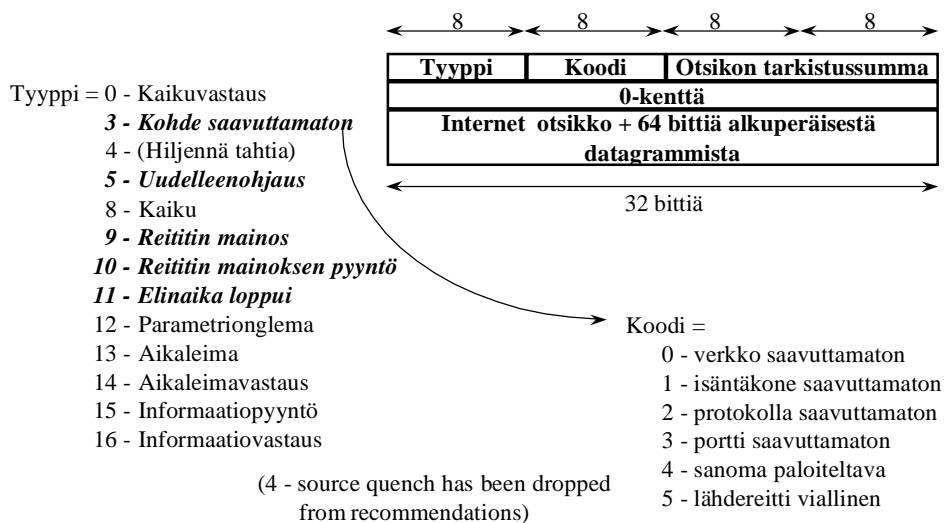 8 8 8 8
Tyyppi Koodi Otsikon tarkistussumma
0-kenttä
Internet otsikko + 64 bittiä alkuperäisestä
datagrammista
32 bittiä
Tyyppi = 0 - Kaikuvastaus
3 - Kohde saavuttamaton
4 - (Hiljennä tahtia)
5 - Uudelleenohjaus
8 - Kaiku
9 - Reititin mainos
10 - Reititin mainoksen pyyntö
11 - Elinaika loppui
12 - Parametrionglema
13 - Aikaleima
14 - Aikaleimavastaus
15 - Informaatiopyyntö
16 - Informaatiovastaus
Koodi =
0 - verkko saavuttamaton
1 - isäntäkone saavuttamaton
2 - protokolla saavuttamaton
3 - portti saavuttamaton
4 - sanoma paloiteltava
5 - lähdereitti viallinen
(4 - source quench has been dropped
from recommendations)